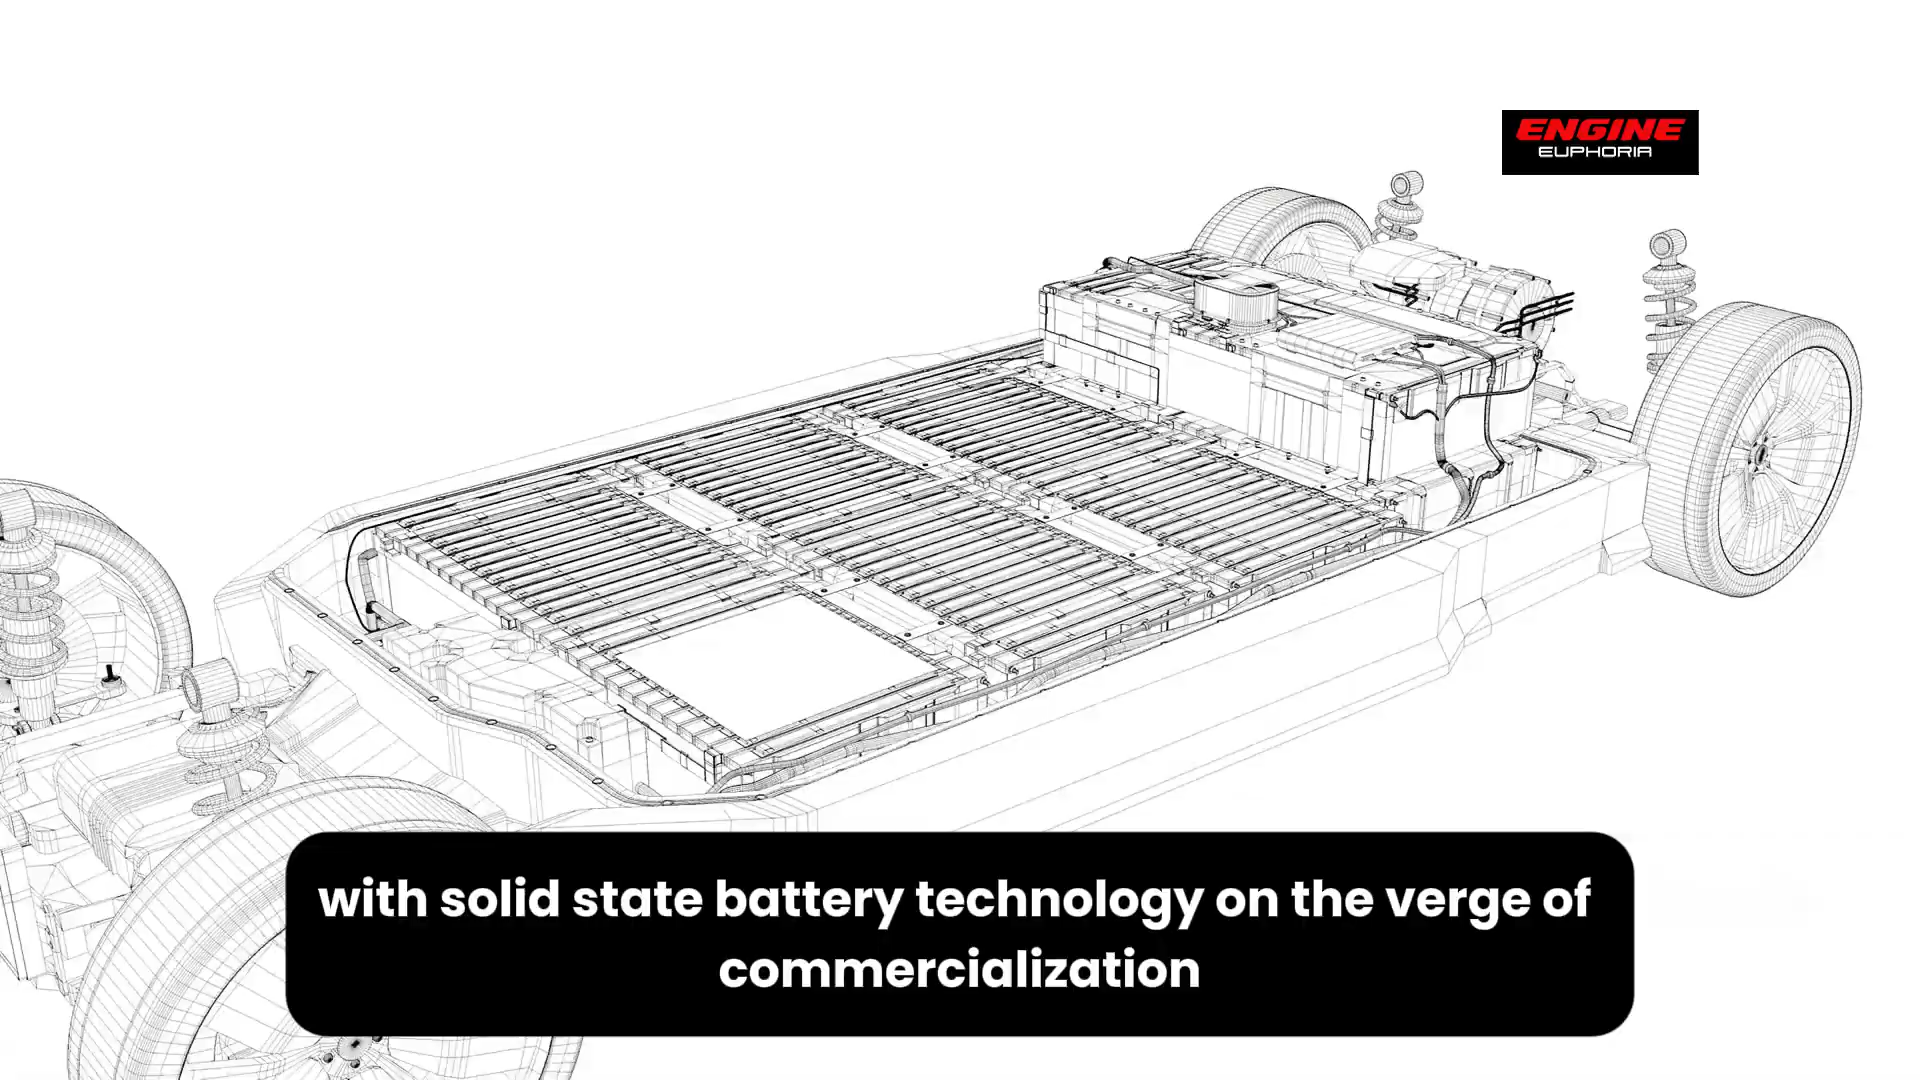 ENGINE
EUPHORIA
with solid state battery technology on the verge of
commercialization